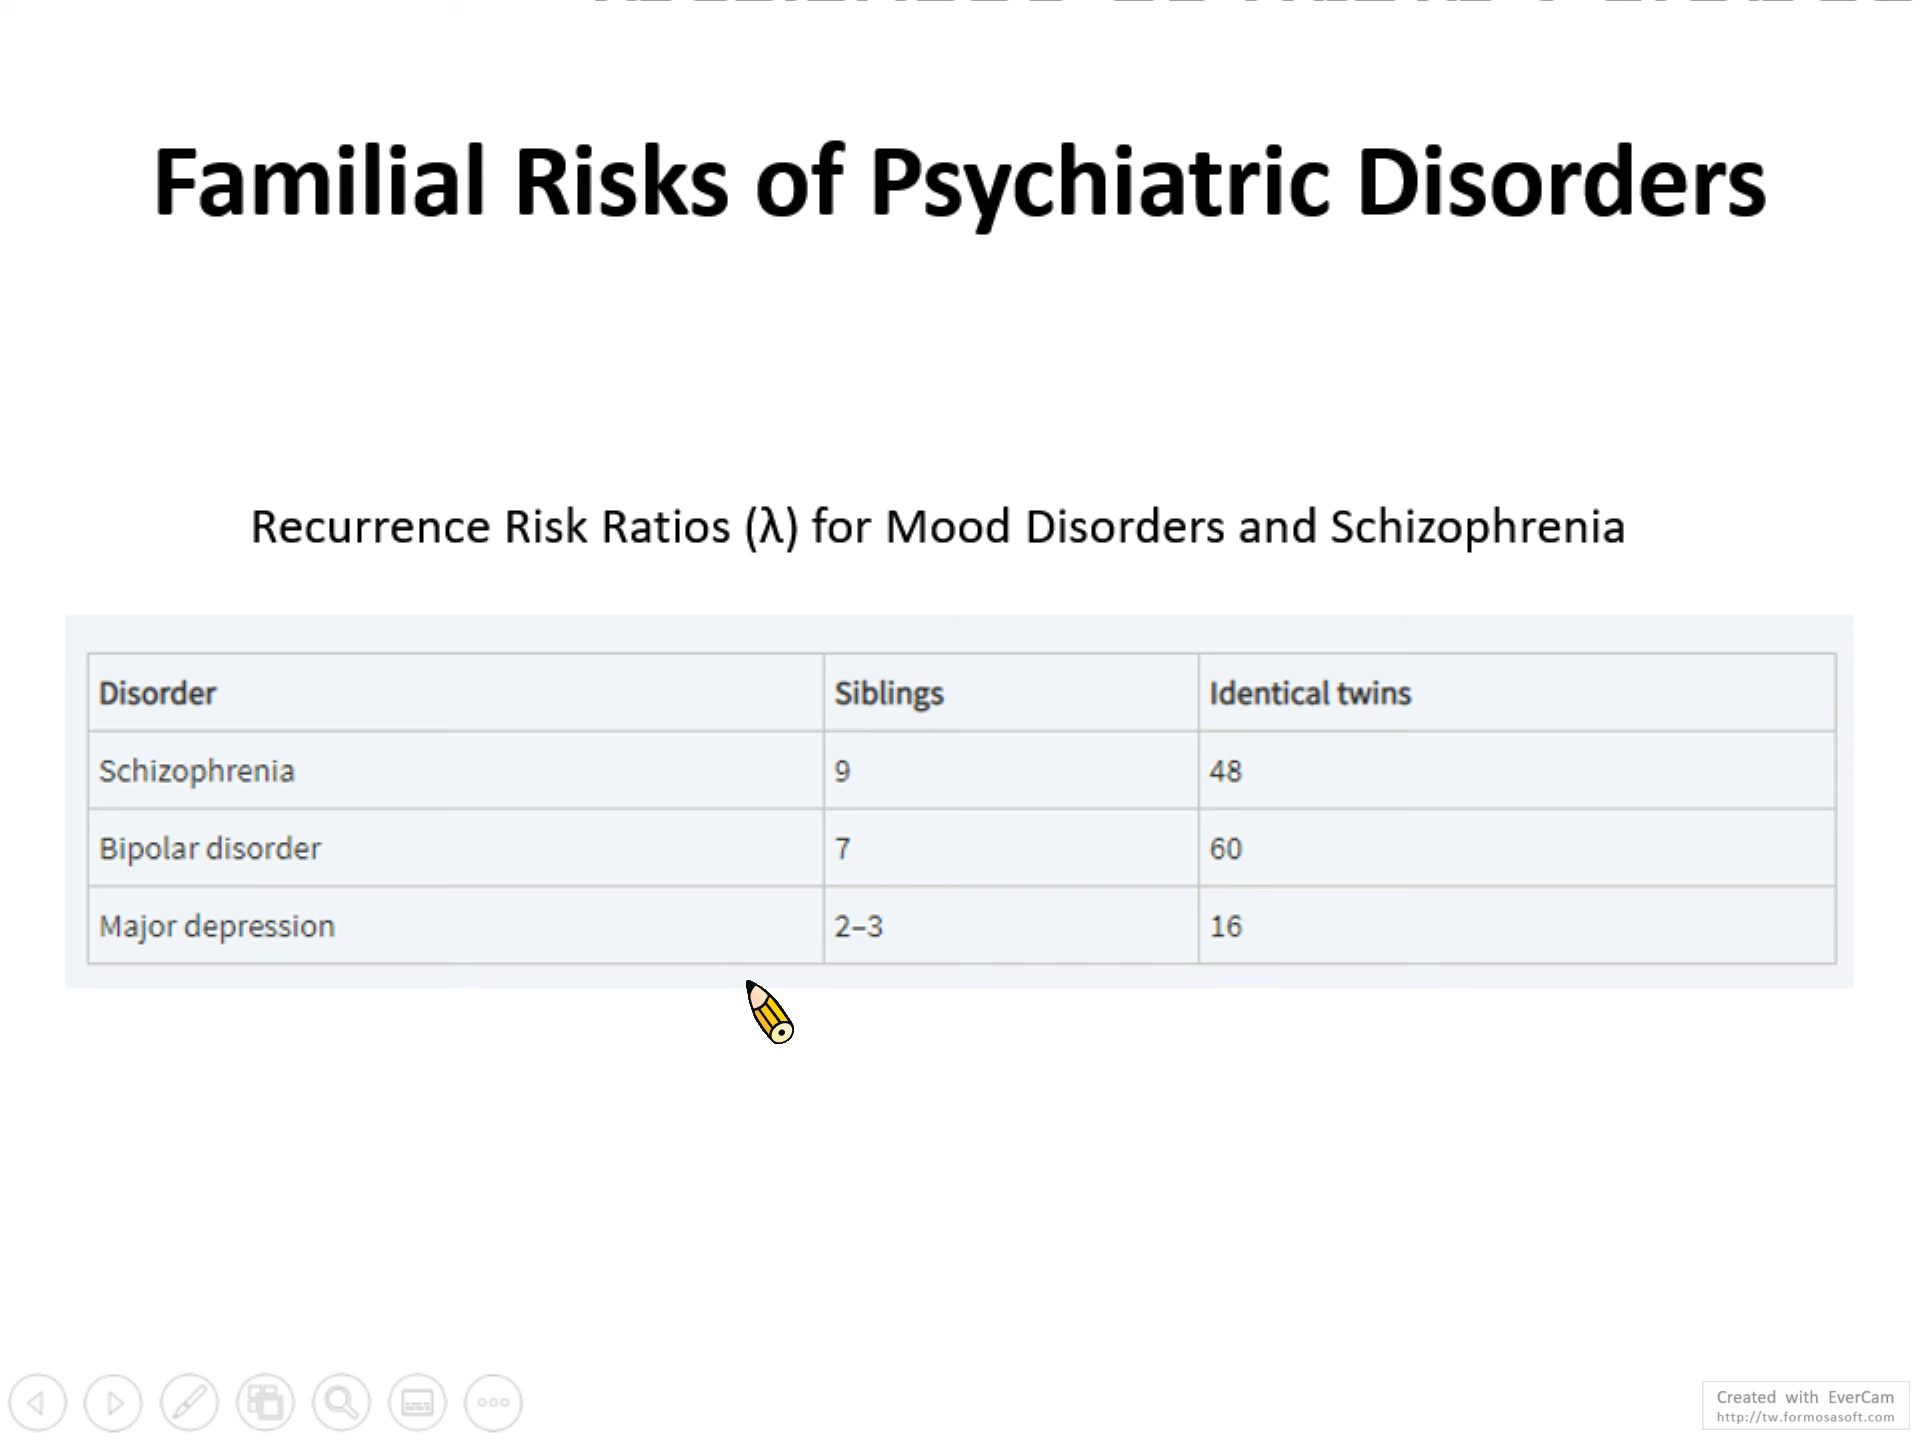 Familial Risks of Psychiatric Disorders
Recurrence Risk Ratios (λ) for Mood Disorders and Schizophrenia
Disorder Siblings Identical twins
Schizophrenia 9 48
Bipolar disorder 7 60
Major depression 2–3 16
Created with EverCam
http://tw.formosasoft.com